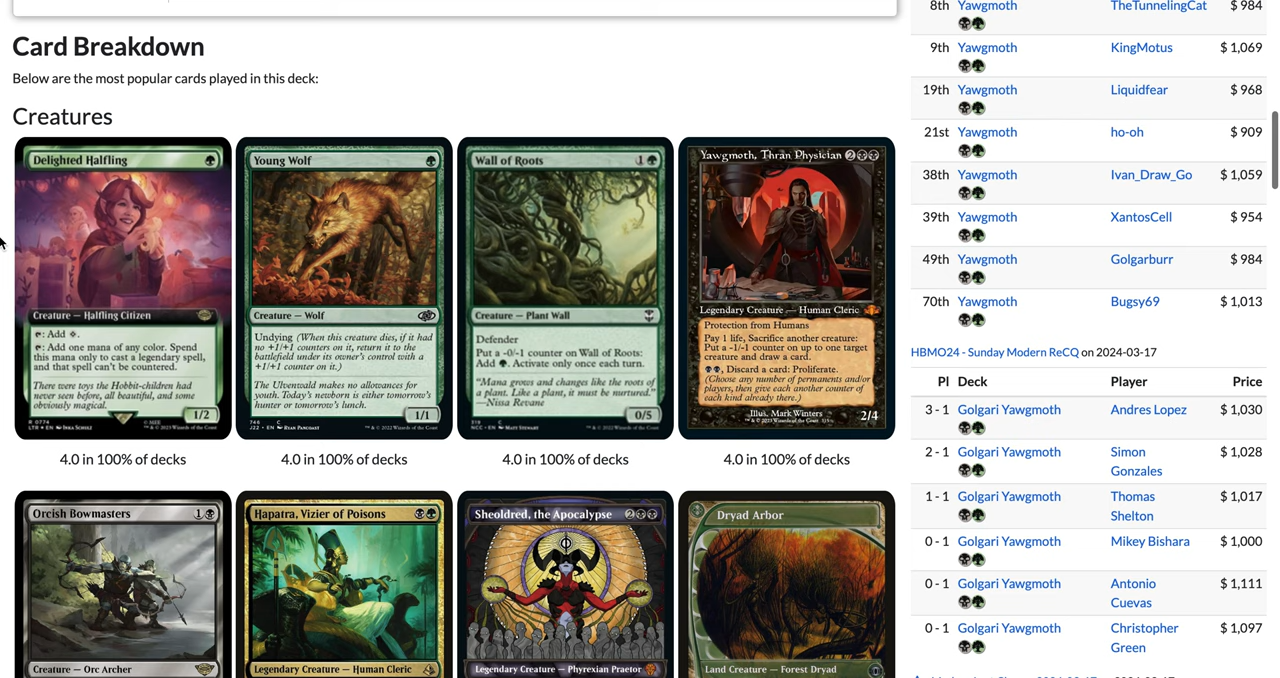 Card Breakdown
Below are the most popular cards played in this deck:
Creatures
Delighted Halfling
Creature — Halfling Citizen
: Add .
: Add one mana of any color. Spend
this mana only to cast a legendary spell,
and that spell can't be countered.
There were toys the Hobbit-children had
never seen before, all beautiful, and some
obviously magical.
1/2
R 0774
4.0 in 100% of decks
Young Wolf
Creature — Wolf
Undying (When this creature dies, if it had
no +1/+1 counters on it, return it to the
battlefield under its owner's control with a
+1/+1 counter on it.)
The Ulvenwald makes no allowances for
youth. Today's newborn is either tomorrow's
hunter or tomorrow's lunch.
1/1
4.0 in 100% of decks
Wall of Roots 1
Creature — Plant Wall
Defender
Put a -0/-1 counter on Wall of Roots:
Add . Activate only once each turn.
"Mana grows and changes like the roots of
a plant. Like a plant, it must be nurtured."
—Nissa Revane
0/5
4.0 in 100% of decks
Yawgmoth, Thran Physician 2
Legendary Creature — Human Cleric
Protection from Humans
Pay 1 life, Sacrifice another creature:
Put a -1/-1 counter on up to one target
creature and draw a card.
, Discard a card: Proliferate.
(Choose any number of permanents and/or
players, then give each another counter of
each kind already there.)
Illus. Mark Winters
2/4
4.0 in 100% of decks
Orcish Bowmasters 1
Creature — Orc Archer
Hapatra, Vizier of Poisons
Legendary Creature — Human Cleric
Sheoldred, the Apocalypse 2
Legendary Creature — Phyrexian Praetor
Dryad Arbor
Land Creature — Forest Dryad
8th Yawgmoth TheTunnelingCat $ 984
9th Yawgmoth KingMotus $ 1,069
19th Yawgmoth Liquidfear $ 968
21st Yawgmoth ho-oh $ 909
38th Yawgmoth Ivan_Draw_Go $ 1,059
39th Yawgmoth XantosCell $ 954
49th Yawgmoth Golgarburr $ 984
70th Yawgmoth Bugsy69 $ 1,013
HBMO24 - Sunday Modern ReCQ on 2024-03-17
Pl Deck Player Price
3 - 1 Golgari Yawgmoth Andres Lopez $ 1,030
2 - 1 Golgari Yawgmoth Simon Gonzales $ 1,028
1 - 1 Golgari Yawgmoth Thomas Shelton $ 1,017
0 - 1 Golgari Yawgmoth Mikey Bishara $ 1,000
0 - 1 Golgari Yawgmoth Antonio Cuevas $ 1,111
0 - 1 Golgari Yawgmoth Christopher Green $ 1,097